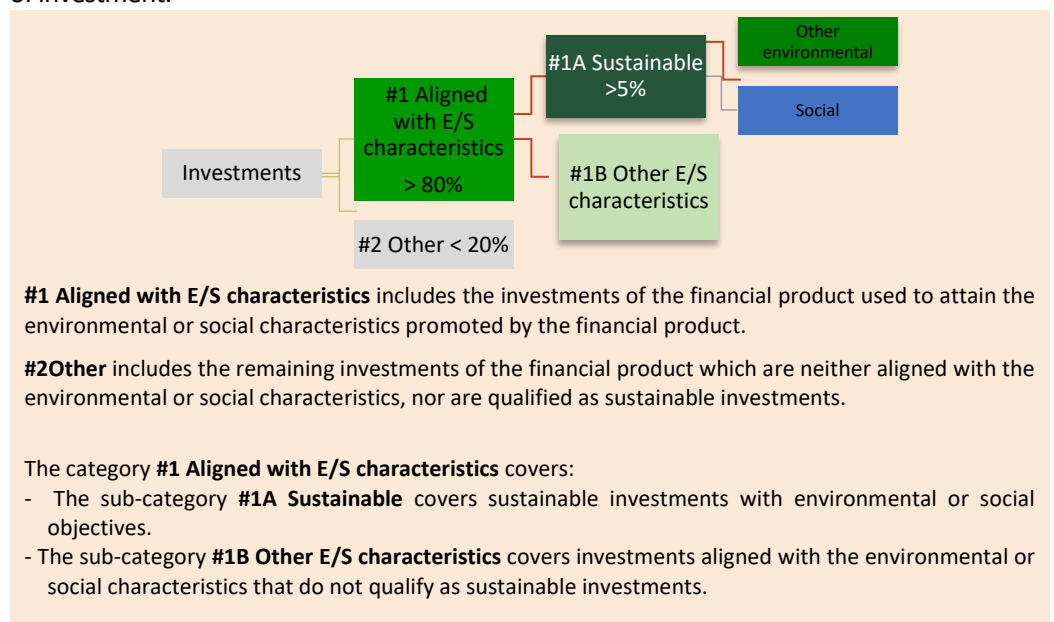 of investment.
Other
environmental
#1A Sustainable
>5%
Social
#1 Aligned
with E/S
characteristics
> 80%
Investments
#1B Other E/S
characteristics
#2 Other < 20%
#1 Aligned with E/S characteristics includes the investments of the financial product used to attain the
environmental or social characteristics promoted by the financial product.
#2Other includes the remaining investments of the financial product which are neither aligned with the
environmental or social characteristics, nor are qualified as sustainable investments.
The category #1 Aligned with E/S characteristics covers:
- The sub-category #1A Sustainable covers sustainable investments with environmental or social
objectives.
- The sub-category #1B Other E/S characteristics covers investments aligned with the environmental or
social characteristics that do not qualify as sustainable investments.